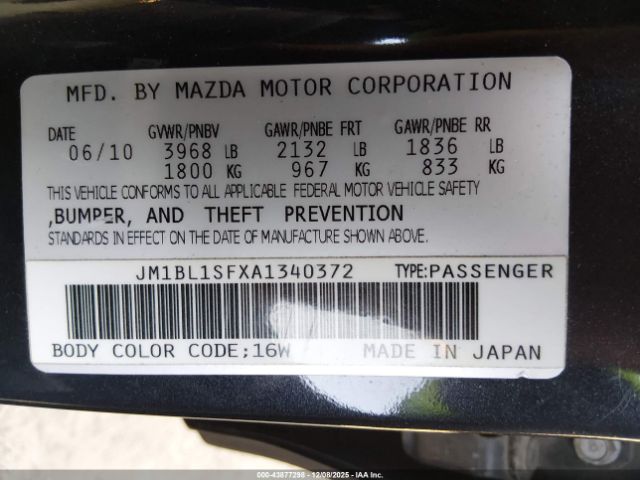 MFD. BY MAZDA MOTOR CORPORATION
DATE GVWR/PNBV GAWR/PNBE FRT GAWR/PNBE RR
06/10 3968 LB 2132 LB 1836 LB
1800 KG 967 KG 833 KG
THIS VEHICLE CONFORMS TO ALL APPLICABLE FEDERAL MOTOR VEHICLE SAFETY
,BUMPER, AND THEFT PREVENTION
STANDARDS IN EFFECT ON THE DATE OF MANUFACTURE SHOWN ABOVE.
JM1BL1SFXA1340372 TYPE:PASSENGER
BODY COLOR CODE;16W MADE IN JAPAN
000-43877298 - 12/08/2025 - IAA Inc.